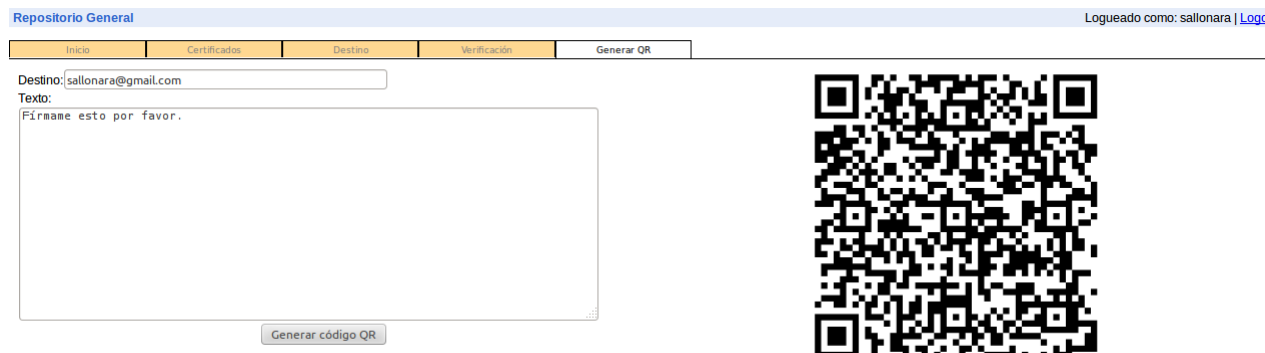 Repositorio General
Logueado como: sallonara | Logo
Inicio
Certificados
Destino
Verificación
Generar QR
Destino: sallonara@gmail.com
Texto:
Fírmame esto por favor.
Generar código QR